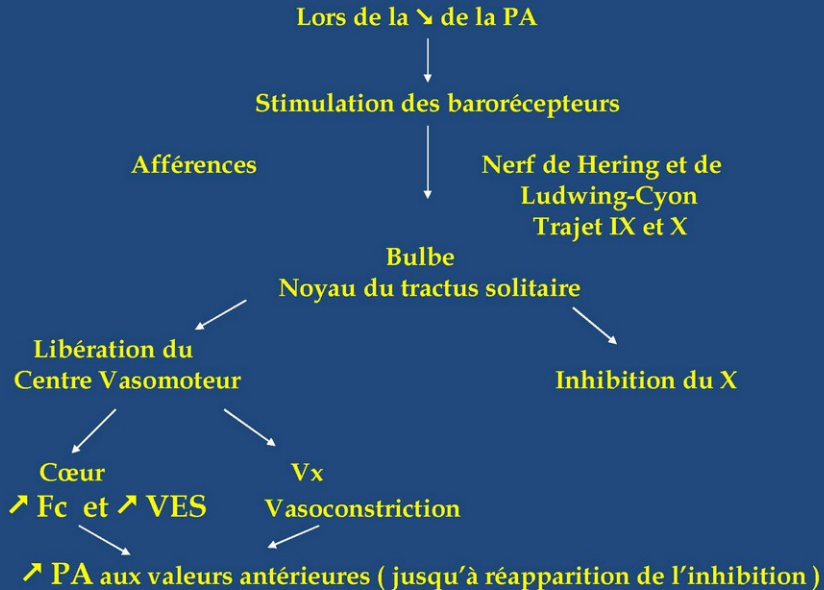 Lors de la ↘ de la PA
Stimulation des barorécepteurs
Afférences
Nerf de Hering et de
Ludwing-Cyon
Trajet IX et X
Bulbe
Noyau du tractus solitaire
Libération du
Centre Vasomoteur
Inhibition du X
Cœur
↗ Fc et ↗ VES
Vx
Vasoconstriction
↗ PA aux valeurs antérieures ( jusqu'à réapparition de l'inhibition )